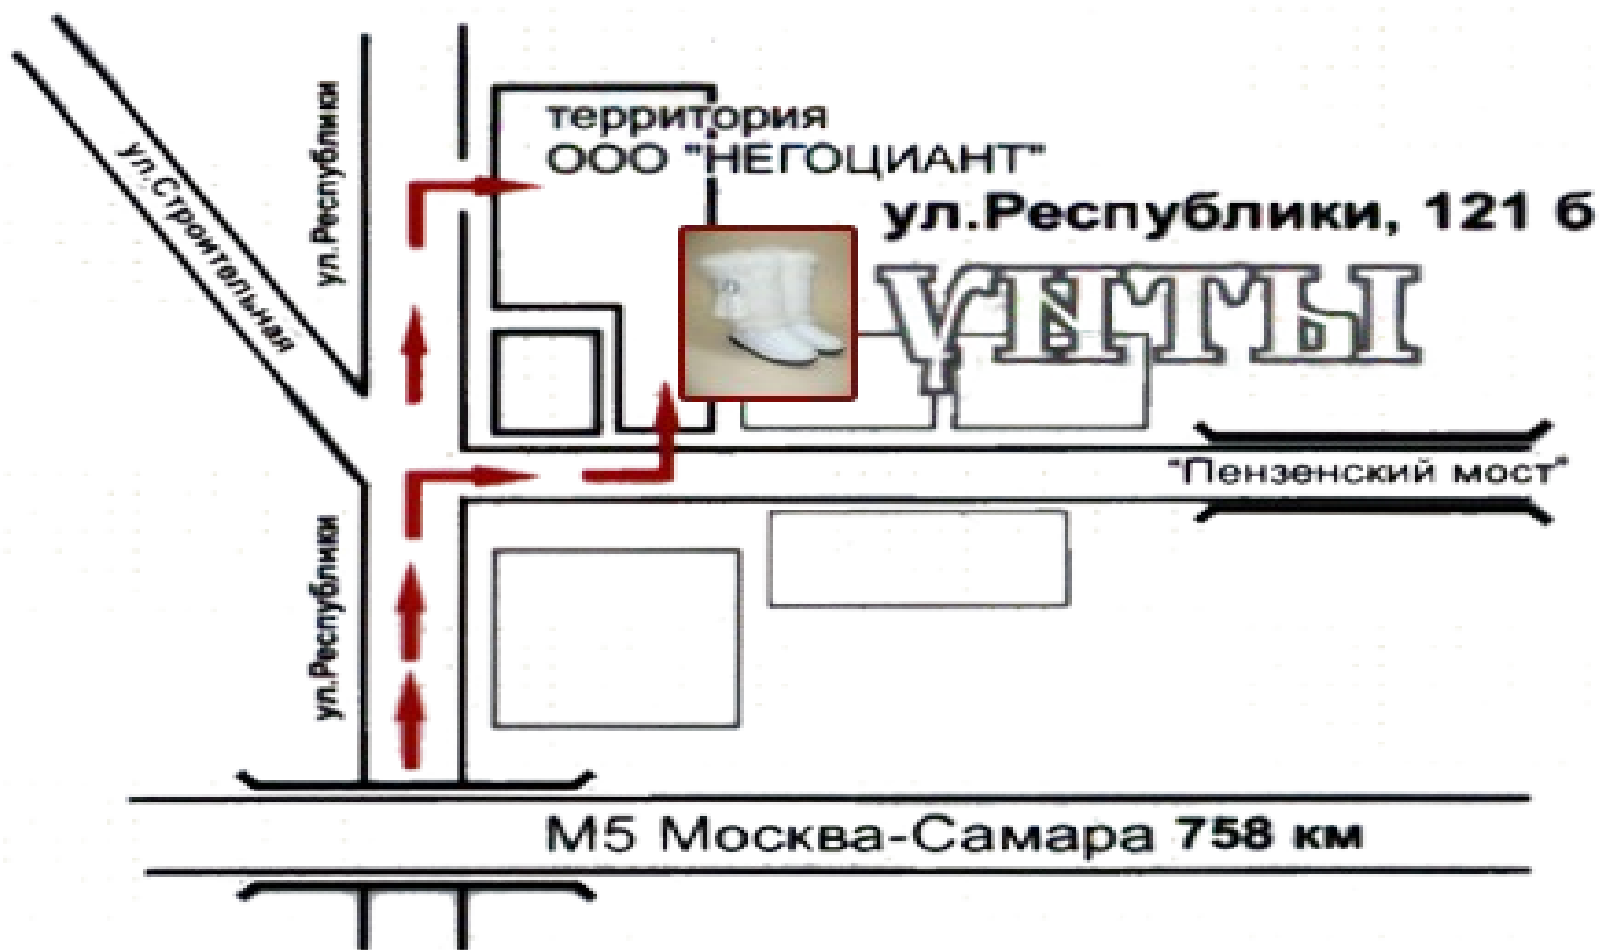 ул.Строительная
ул.Республики
территория
ООО "НЕГОЦИАНТ"
ул.Республики, 121 б
УНТЫ
"Пензенский мост"
ул.Республики
М5 Москва-Самара 758 км